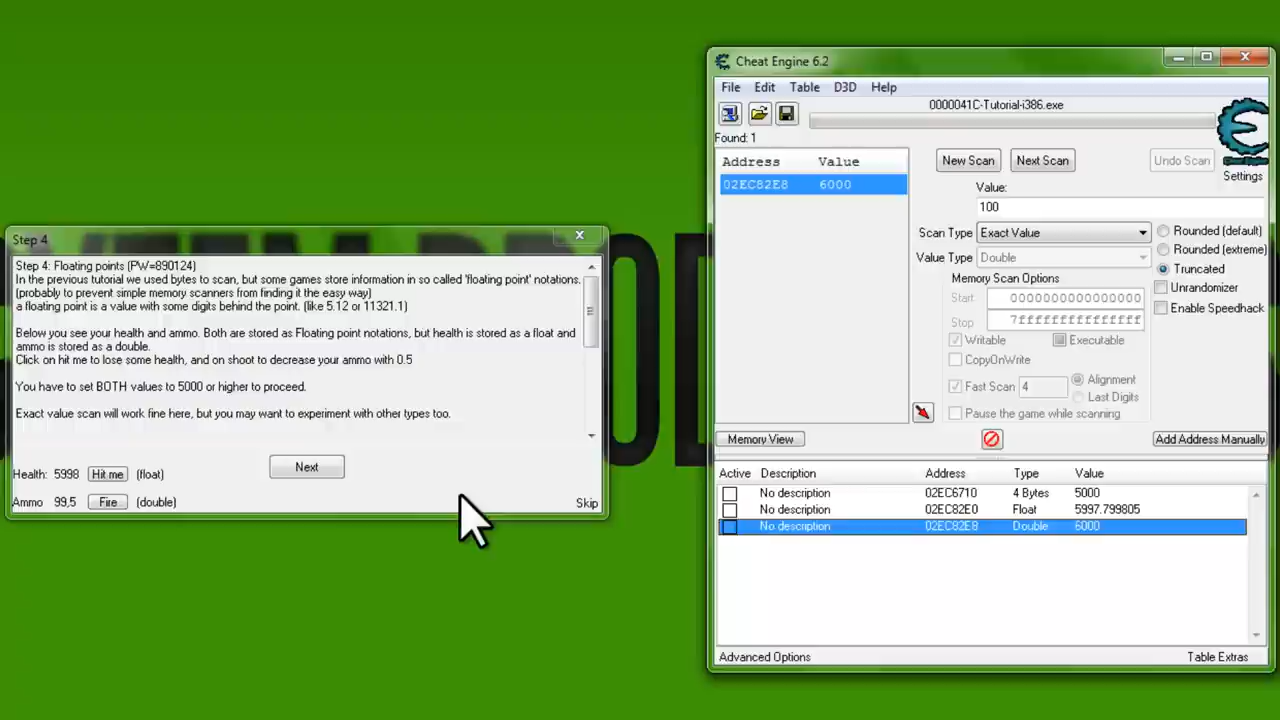 Cheat Engine 6.2
File Edit Table D3D Help
0000041C-Tutorial-i386.exe
Found: 1
Address Value
02EC82E8 6000
New Scan Next Scan Undo Scan
Settings
Value:
100
Scan Type Exact Value
Value Type Double
Rounded (default)
Rounded (extreme)
Truncated
Unrandomizer
Enable Speedhack
Memory Scan Options
Start 0000000000000000
Stop 7fffffffffffffff
Writable Executable
CopyOnWrite
Fast Scan 4 Alignment
Last Digits
Pause the game while scanning
Memory View
Add Address Manually
Active Description Address Type Value
No description 02EC6710 4 Bytes 5000
No description 02EC82E0 Float 5997.799805
No description 02EC82E8 Double 6000
Advanced Options
Table Extras
Step 4
Step 4: Floating points (PW=890124)
In the previous tutorial we used bytes to scan, but some games store information in so called 'floating point' notations.
(probably to prevent simple memory scanners from finding it the easy way)
a floating point is a value with some digits behind the point. (like 5.12 or 11321.1)
Below you see your health and ammo. Both are stored as Floating point notations, but health is stored as a float and
ammo is stored as a double.
Click on hit me to lose some health, and on shoot to decrease your ammo with 0.5
You have to set BOTH values to 5000 or higher to proceed.
Exact value scan will work fine here, but you may want to experiment with other types too.
Health: 5998 Hit me (float)
Next
Ammo 99,5 Fire (double)
Skip